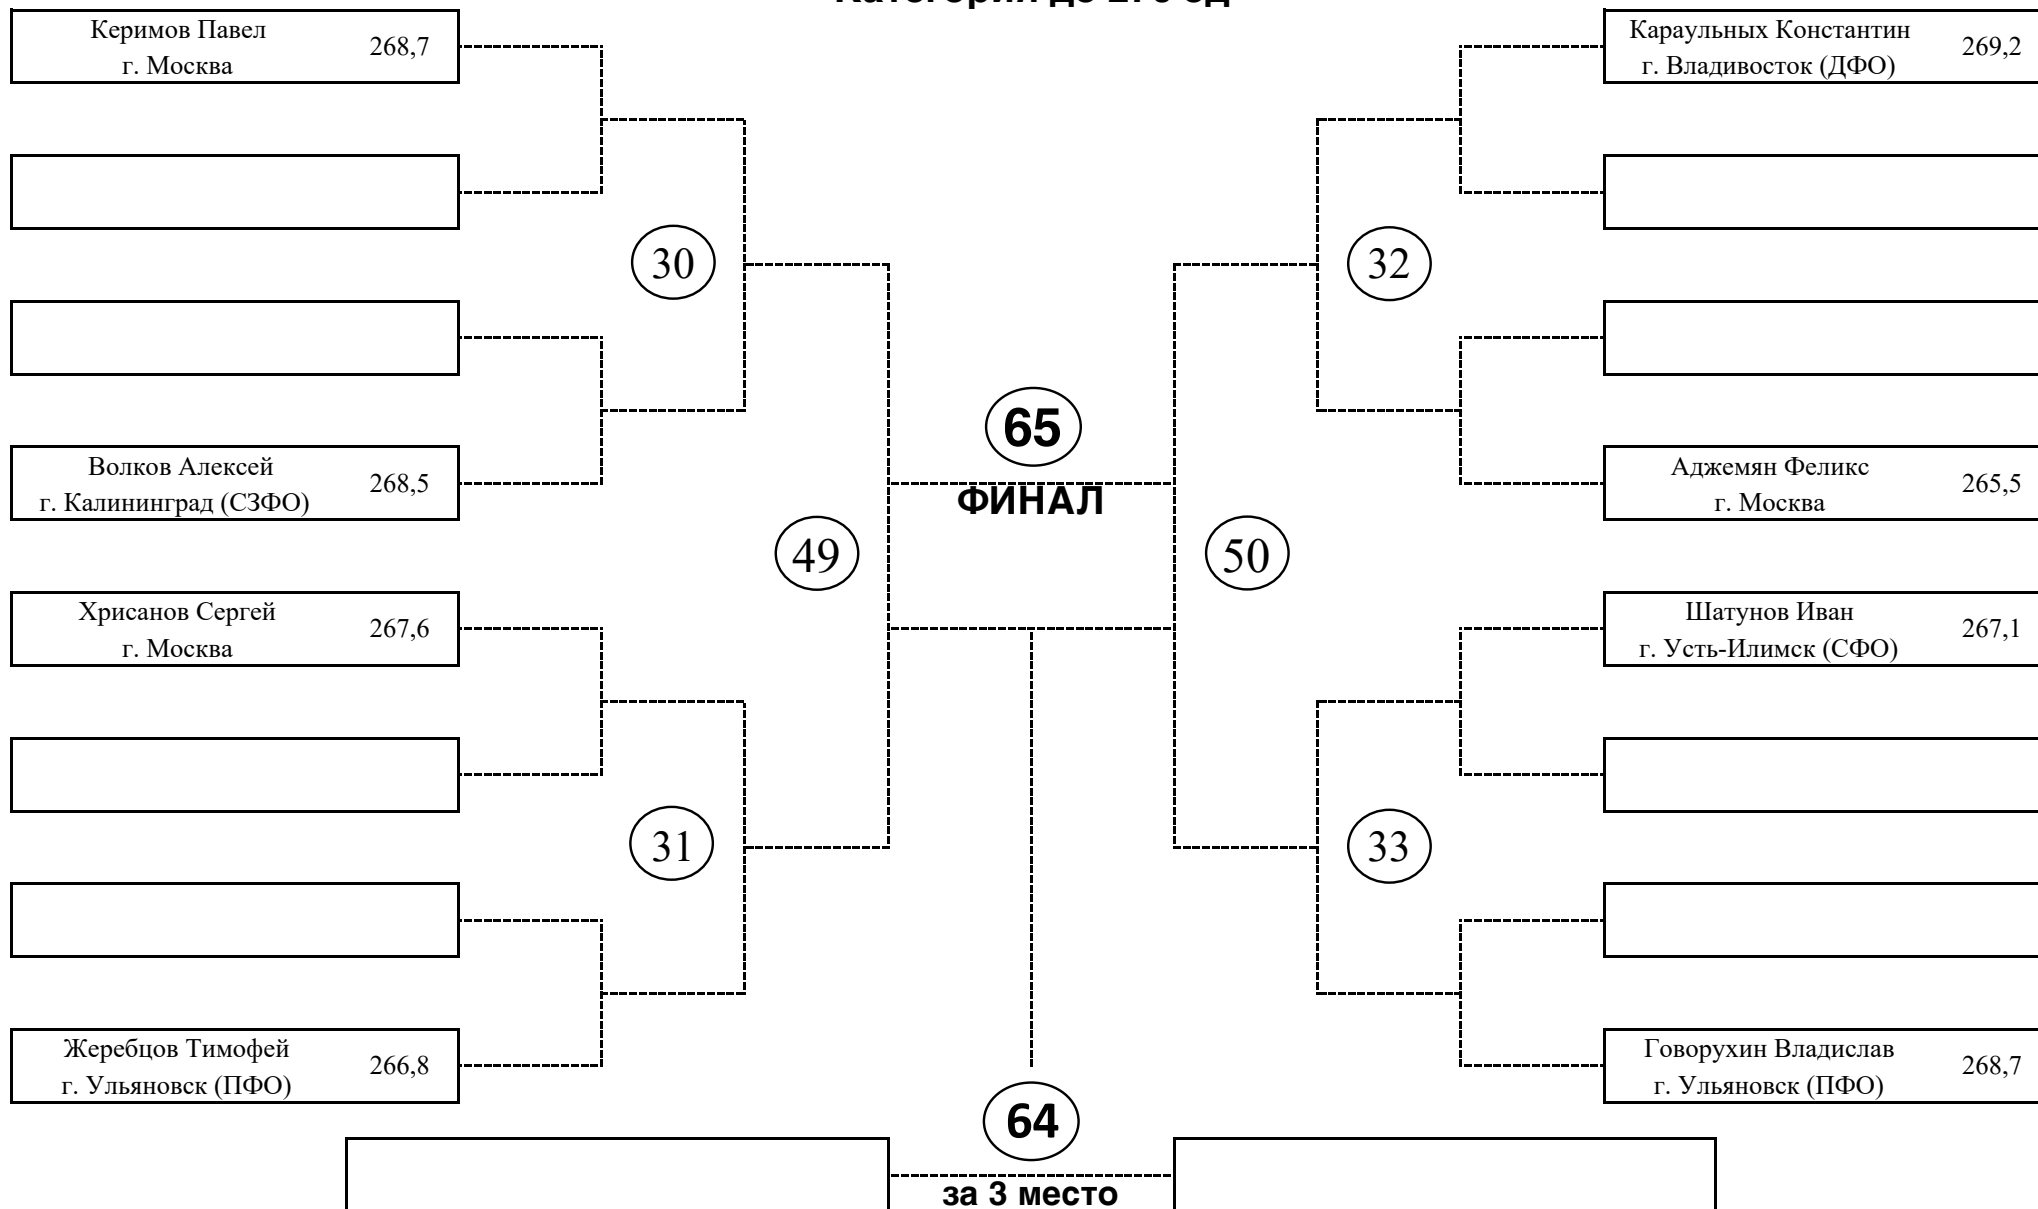 Керимов Павел
г. Москва
268,7
Караульных Константин
г. Владивосток (ДФО)
269,2
30
32
65
ФИНАЛ
Волков Алексей
г. Калининград (СЗФО)
268,5
Аджемян Феликс
г. Москва
265,5
49
50
Хрисанов Сергей
г. Москва
267,6
Шатунов Иван
г. Усть-Илимск (СФО)
267,1
31
33
Жеребцов Тимофей
г. Ульяновск (ПФО)
266,8
Говорухин Владислав
г. Ульяновск (ПФО)
268,7
64
за 3 место